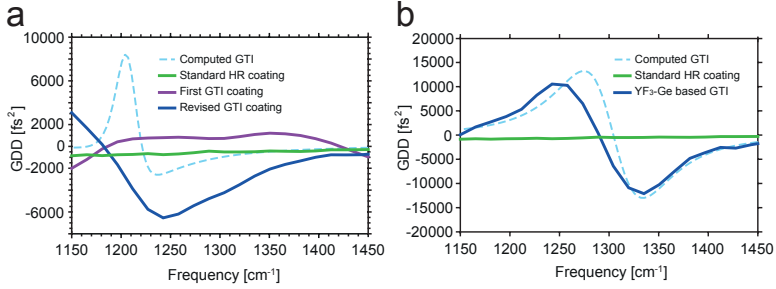 a
10000
6000
2000
0
-2000
-6000
GDD [fs²]
Computed GTI
Standard HR coating
First GTI coating
Revised GTI coating
1150 1200 1250 1300 1350 1400 1450
Frequency [cm⁻¹]
b
20000
15000
10000
5000
0
-5000
-10000
-15000
-20000
GDD [fs²]
Computed GTI
Standard HR coating
YF₃-Ge based GTI
1150 1200 1250 1300 1350 1400 1450
Frequency [cm⁻¹]